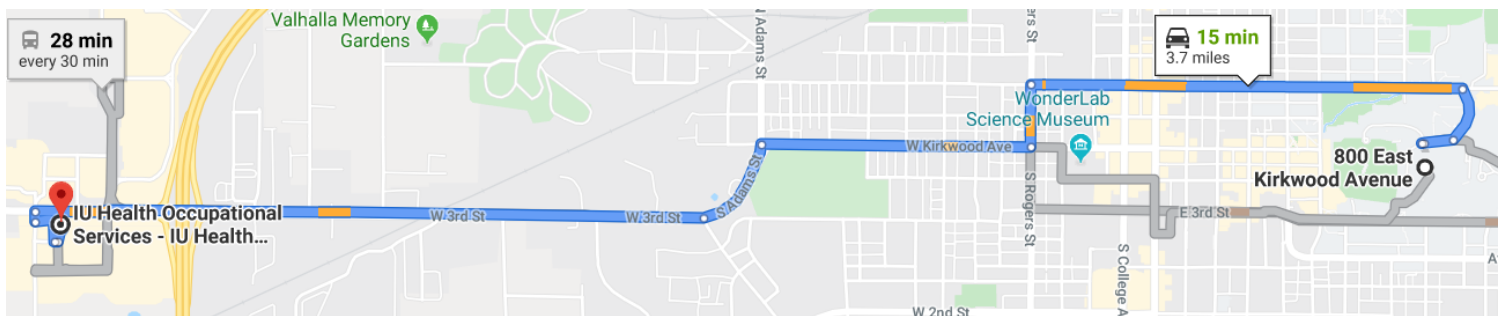 28 min
every 30 min
Valhalla Memory
Gardens
N Adams St
ers St
15 min
3.7 miles
WonderLab
Science Museum
W Kirkwood Ave
800 East
Kirkwood Avenue
S Adams St
IU Health Occupational
Services - IU Health...
W 3rd St
W 3rd St
S Rogers St
E 3rd St
S College A
A
W 2nd St